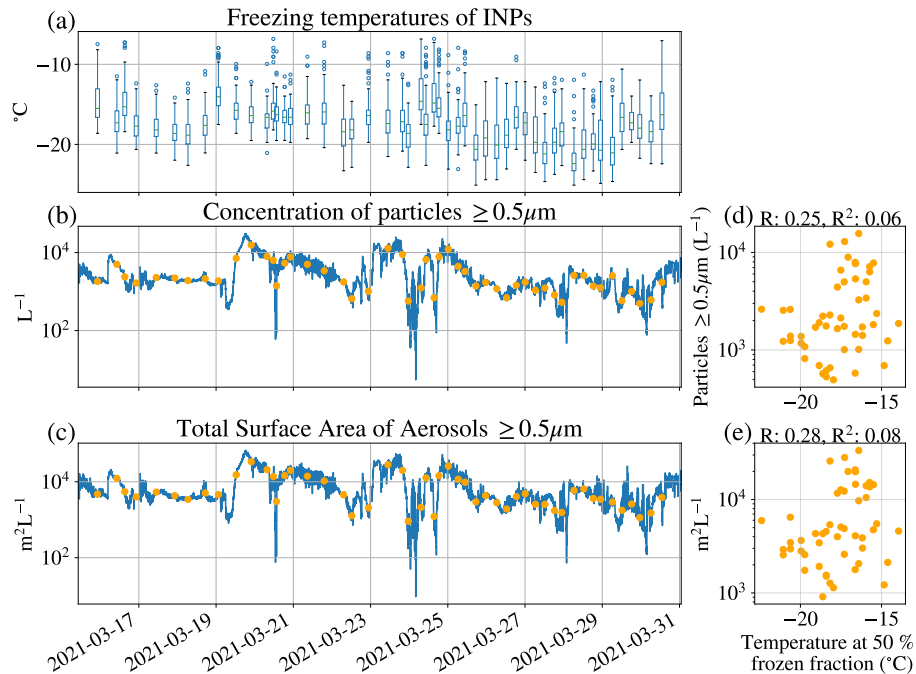 (a) Freezing temperatures of INPs
°C
−10
−20
(b) Concentration of particles ≥0.5μm
L⁻¹
10⁴
10²
(c) Total Surface Area of Aerosols ≥0.5μm
m²L⁻¹
10⁴
10²
2021-03-17
2021-03-19
2021-03-21
2021-03-23
2021-03-25
2021-03-27
2021-03-29
2021-03-31
(d)
R: 0.25, R²: 0.06
Particles ≥0.5μm (L⁻¹)
10⁴
10³
−20
−15
(e)
R: 0.28, R²: 0.08
m²L⁻¹
10⁴
10³
−20
−15
Temperature at 50 %
frozen fraction (°C)